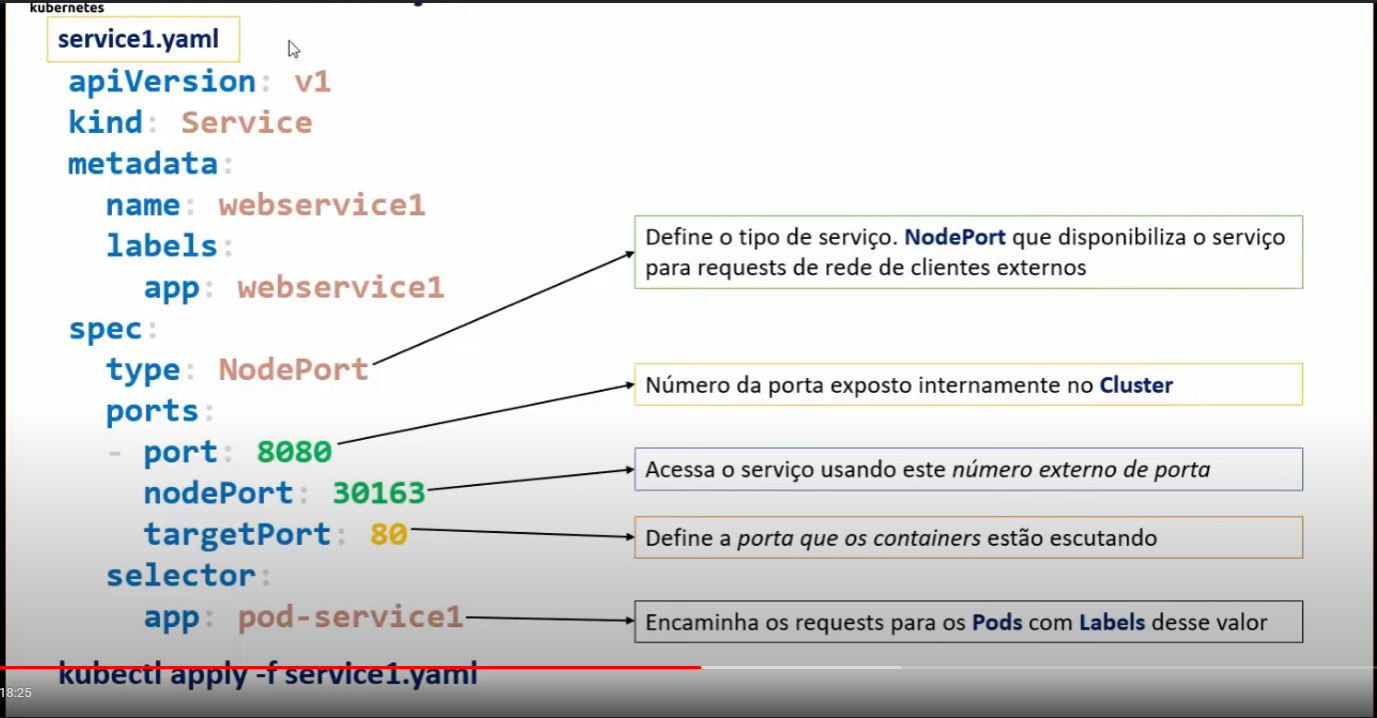 kubernetes
service1.yaml
apiVersion: v1
kind: Service
metadata:
name: webservice1
labels:
app: webservice1
spec:
type: NodePort
ports:
- port: 8080
nodePort: 30163
targetPort: 80
selector:
app: pod-service1
Define o tipo de serviço. NodePort que disponibiliza o serviço
para requests de rede de clientes externos
Número da porta exposto internamente no Cluster
Acessa o serviço usando este número externo de porta
Define a porta que os containers estão escutando
Encaminha os requests para os Pods com Labels desse valor
kubectl apply -f service1.yaml
18:25